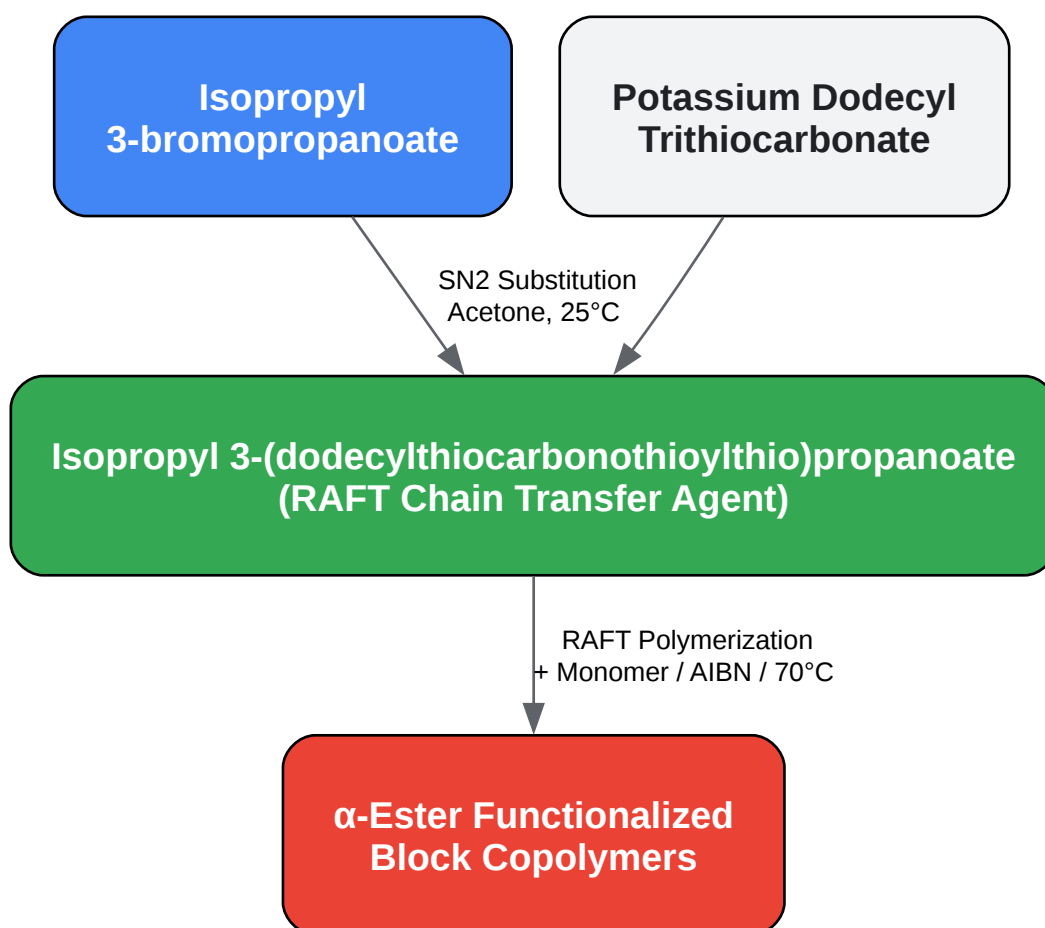 Isopropyl
3-bromopropanoate
Potassium Dodecyl
Trithiocarbonate
SN2 Substitution
Acetone, 25°C
Isopropyl 3-(dodecylthiocarbonothioylthio)propanoate
(RAFT Chain Transfer Agent)
RAFT Polymerization
+ Monomer / AIBN / 70°C
α-Ester Functionalized
Block Copolymers